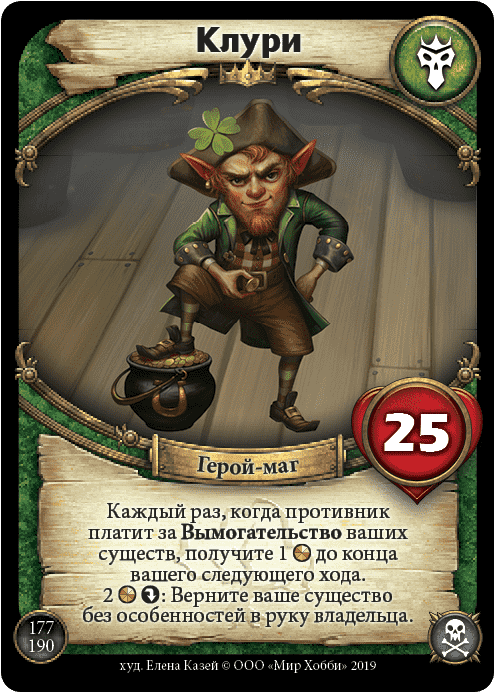 Клури
25
Герой-маг
Каждый раз, когда противник
платит за Вымогательство ваших
существ, получите 1 до конца
вашего следующего хода.
2 : Верните ваше существо
без особенностей в руку владельца.
177
190
худ. Елена Казей © ООО «Мир Хобби» 2019